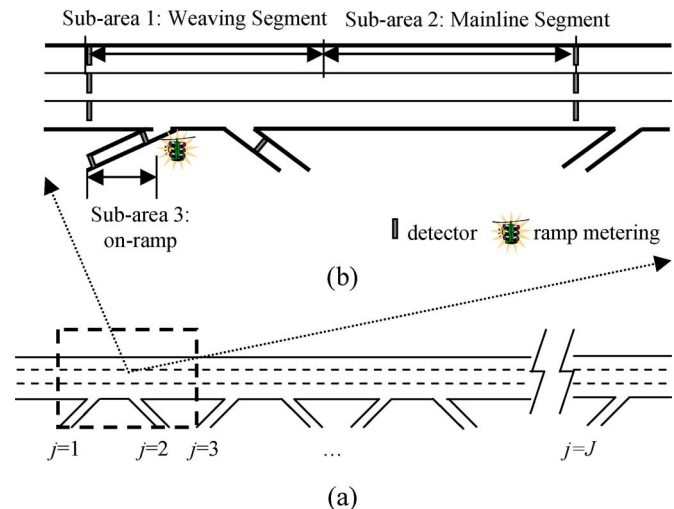 Sub-area 1: Weaving Segment Sub-area 2: Mainline Segment
Sub-area 3:
on-ramp
detector ramp metering
(b)
j=1 j=2 j=3 ... j=J
(a)